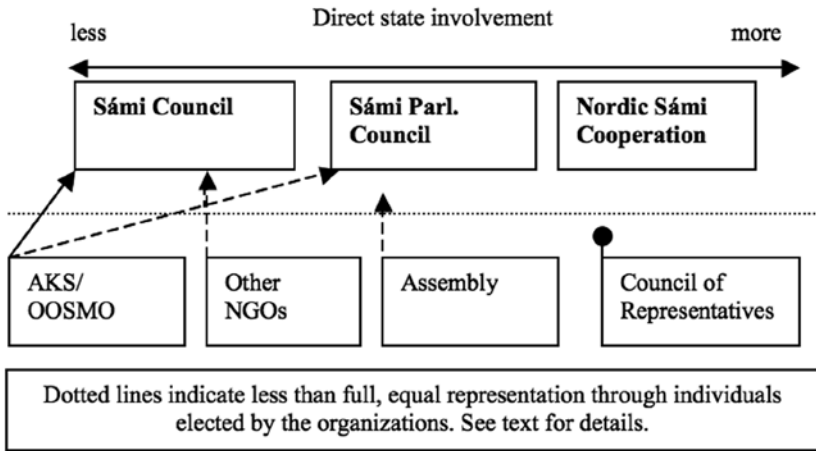 Direct state involvement
less more
Sámi Council
Sámi Parl.
Council
Nordic Sámi
Cooperation
AKS/
OOSMO
Other
NGOs
Assembly
Council of
Representatives
Dotted lines indicate less than full, equal representation through individuals
elected by the organizations. See text for details.